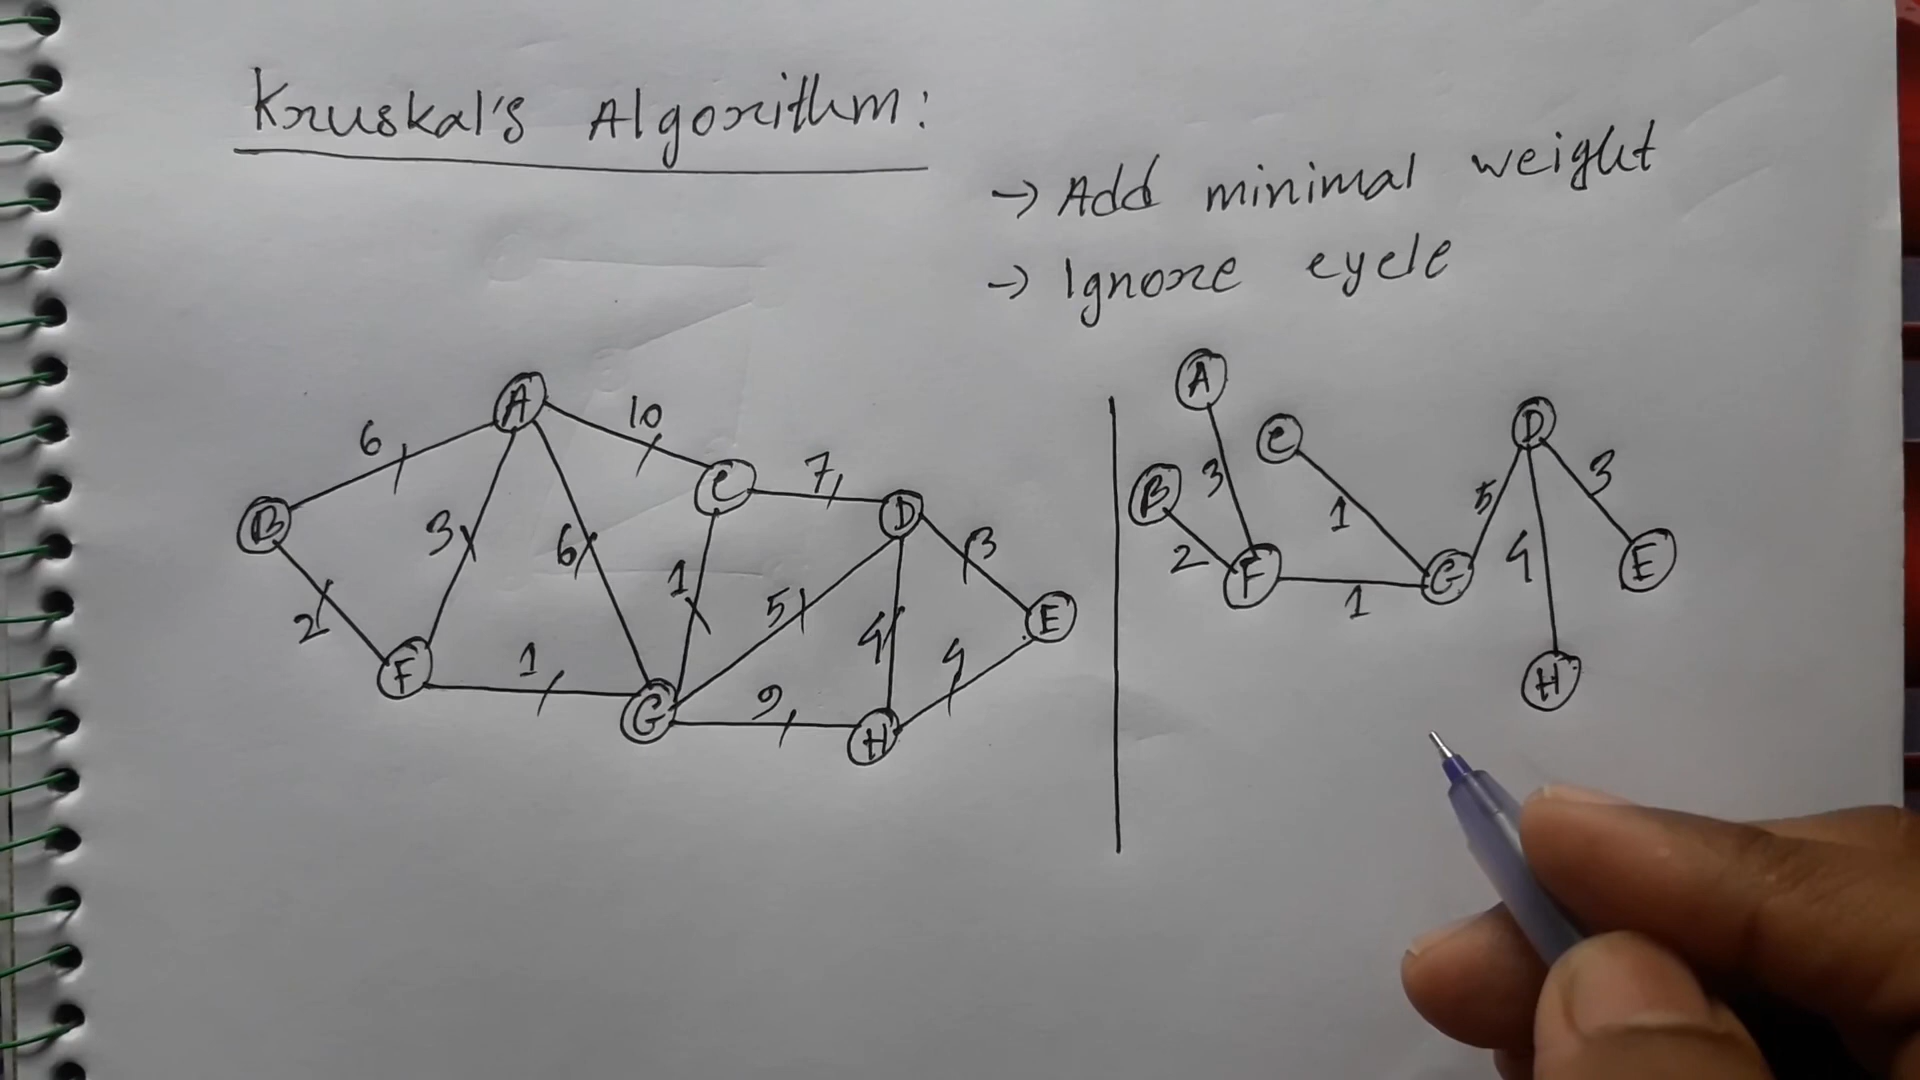 Kruskal's Algorithm:
→ Add minimal weight
→ Ignore cycle
A
10
6
C
7
D
B
3
6
1
5
3
2
4
4
E
F
1
G
9
H
A
C
D
B
3
1
5
3
2
F
1
G
4
E
H